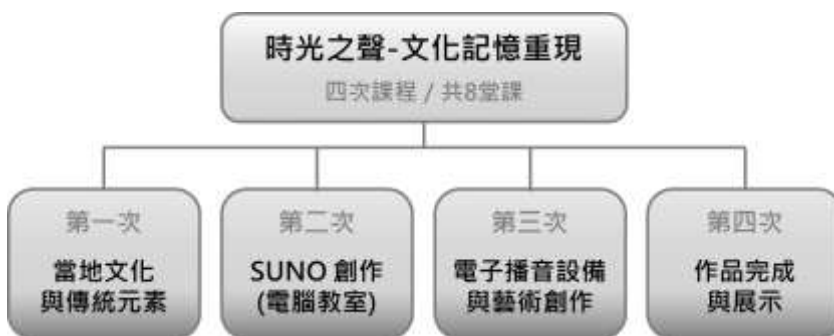 時光之聲-文化記憶重現
四次課程 / 共8堂課
第一次
當地文化
與傳統元素
第二次
SUNO 創作
(電腦教室)
第三次
電子播音設備
與藝術創作
第四次
作品完成
與展示